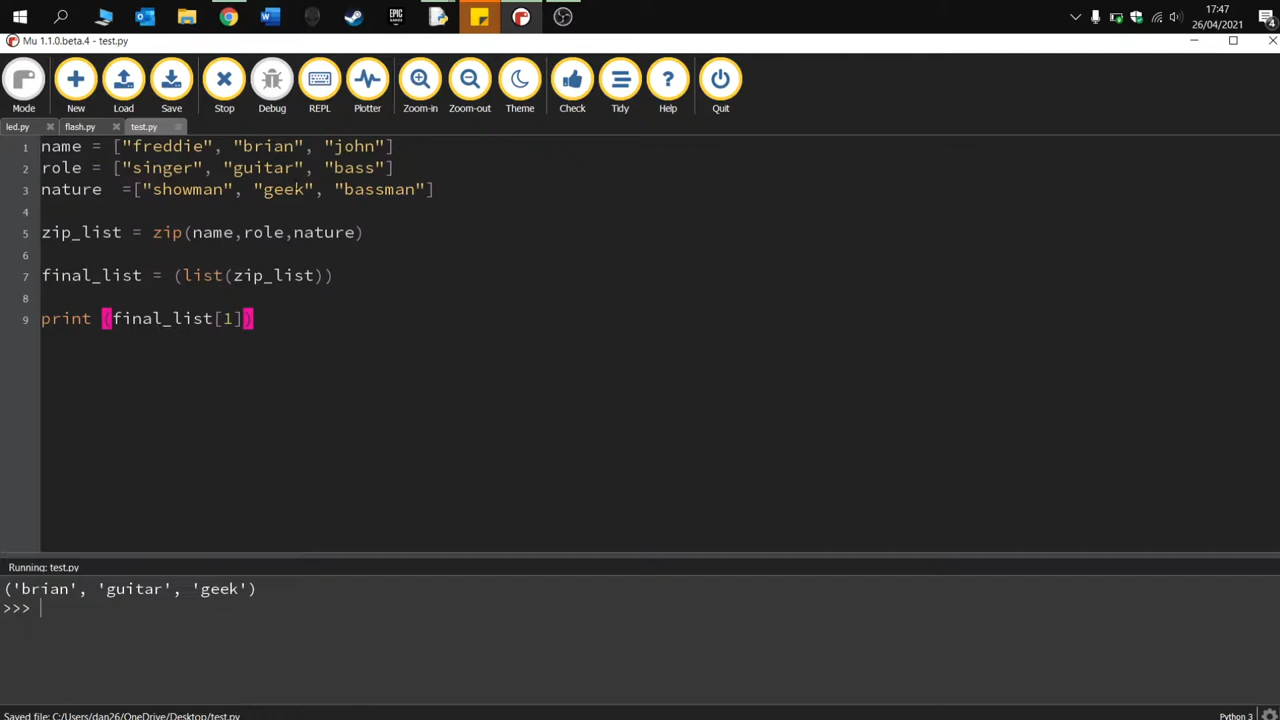 17:47
26/04/2021
Mu 1.1.0.beta.4 - test.py
Mode New Load Save Stop Debug REPL Plotter Zoom-in Zoom-out Theme Check Tidy Help Quit
led.py flash.py test.py
1 name = ["freddie", "brian", "john"]
2 role = ["singer", "guitar", "bass"]
3 nature  =["showman", "geek", "bassman"]
4
5 zip_list = zip(name,role,nature)
6
7 final_list = (list(zip_list))
8
9 print (final_list[1])
Running: test.py
('brian', 'guitar', 'geek')
>>>
Saved file: C:/Users/dan26/OneDrive/Desktop/test.py Python 3